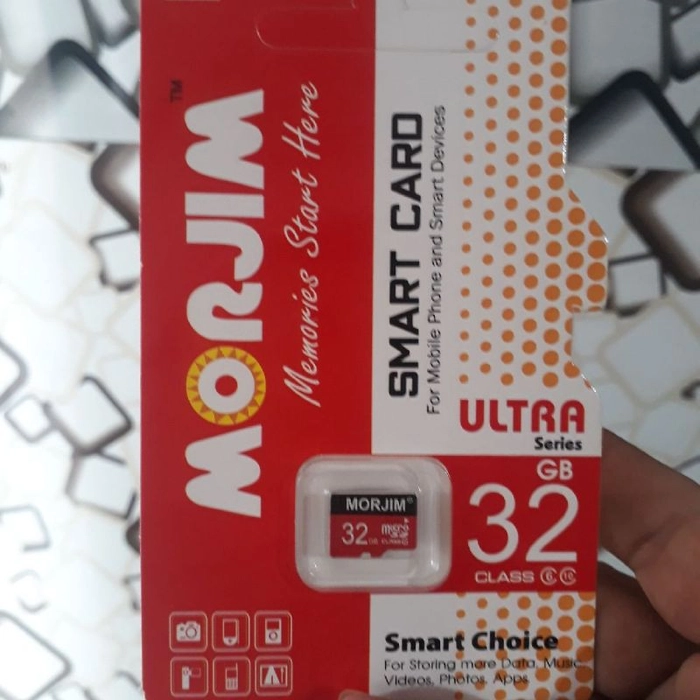 MORJIM™
Memories Start Here
SMART CARD
For Mobile Phone and Smart Devices
ULTRA
Series
GB
32
CLASS
MORJIM
32
Smart Choice
For Storing more Data, Music
Videos, Photos, Apps